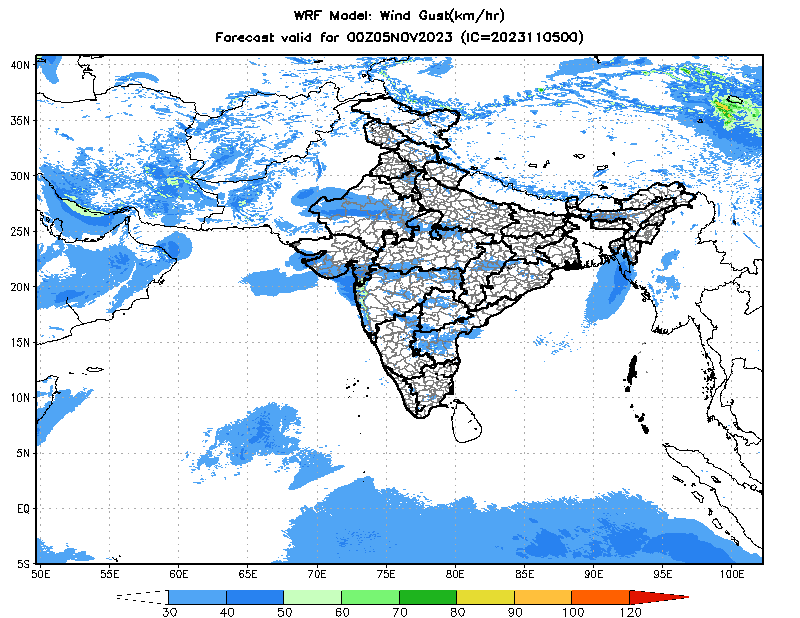 WRF Model: Wind Gust(km/hr)
Forecast valid for 00Z05NOV2023 (IC=2023110500)
40N
35N
30N
25N
20N
15N
10N
5N
EQ
5S
50E 55E 60E 65E 70E 75E 80E 85E 90E 95E 100E
30 40 50 60 70 80 90 100 120